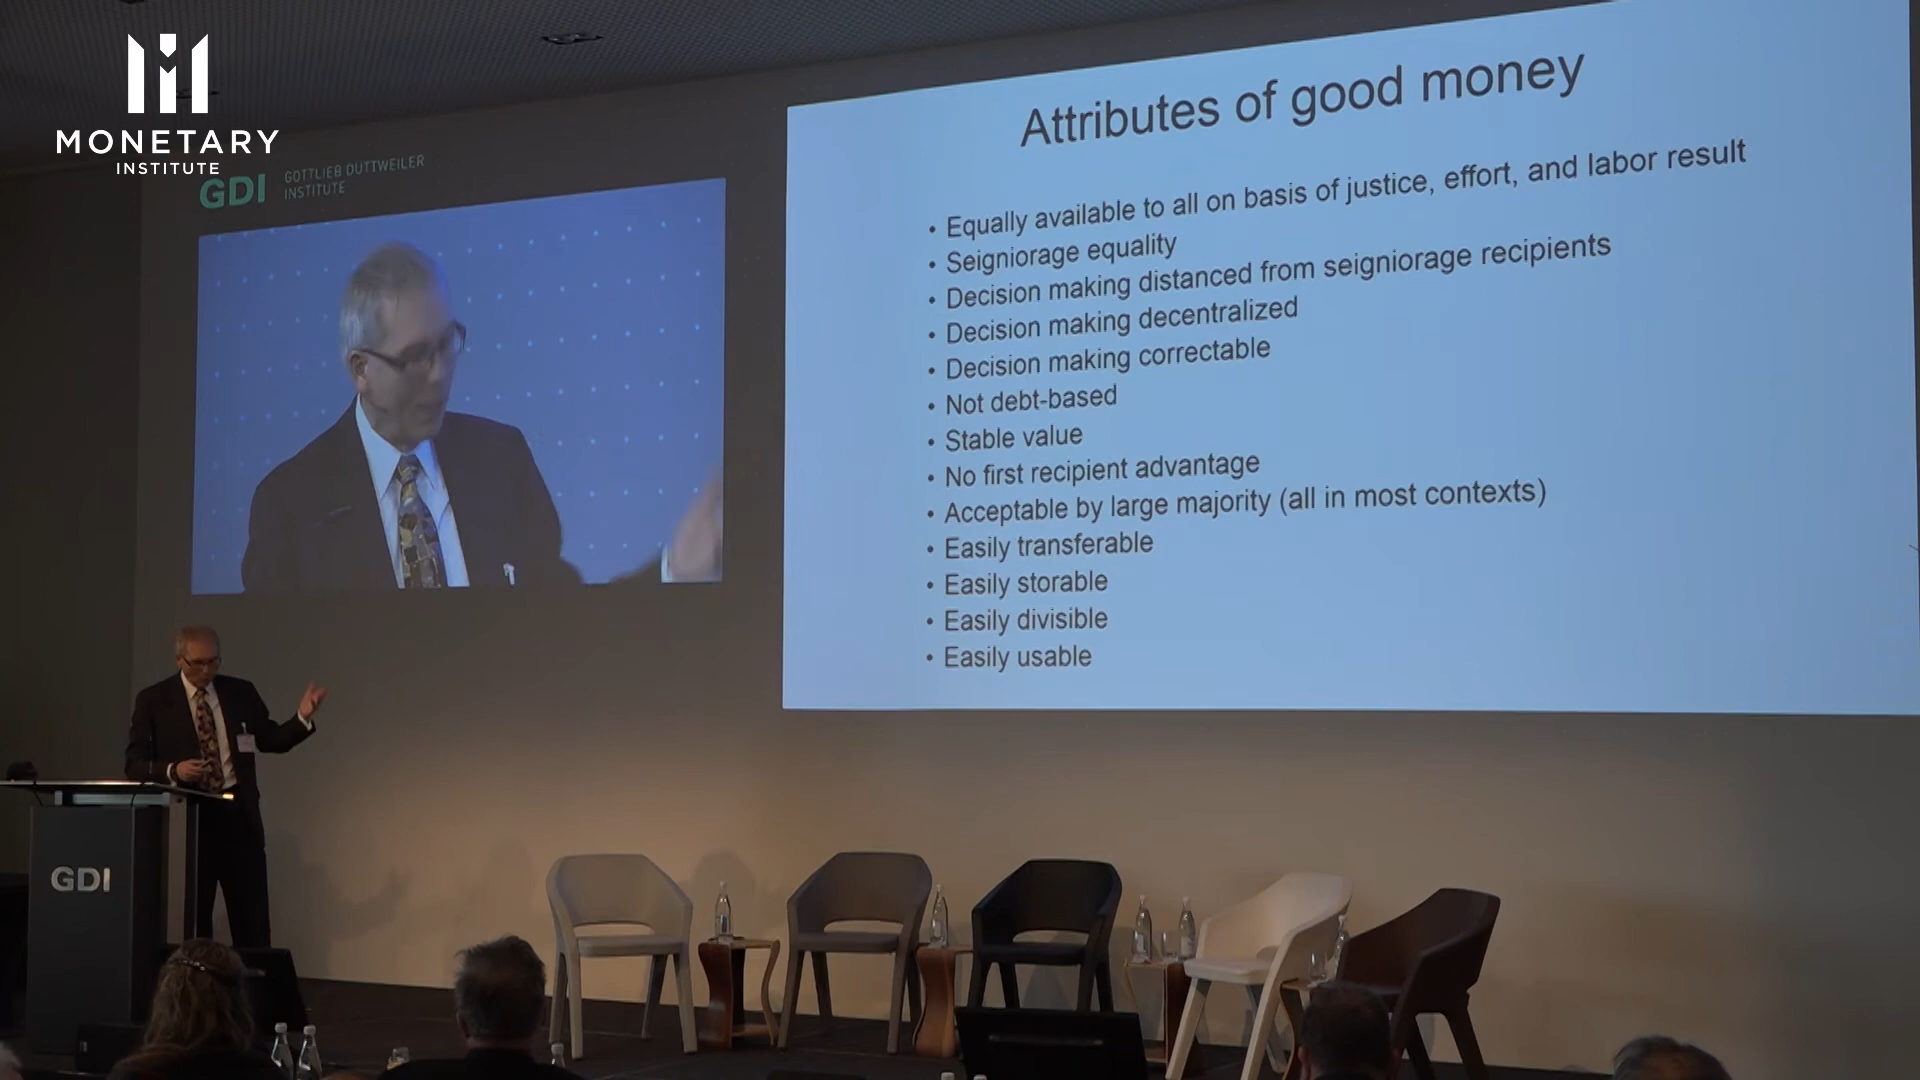 MONETARY
INSTITUTE
GDI
GOTTLIEB DUTTWEILER
INSTITUTE
Attributes of good money
• Equally available to all on basis of justice, effort, and labor result
• Seigniorage equality
• Decision making distanced from seigniorage recipients
• Decision making decentralized
• Decision making correctable
• Not debt-based
• Stable value
• No first recipient advantage
• Acceptable by large majority (all in most contexts)
• Easily transferable
• Easily storable
• Easily divisible
• Easily usable
GDI